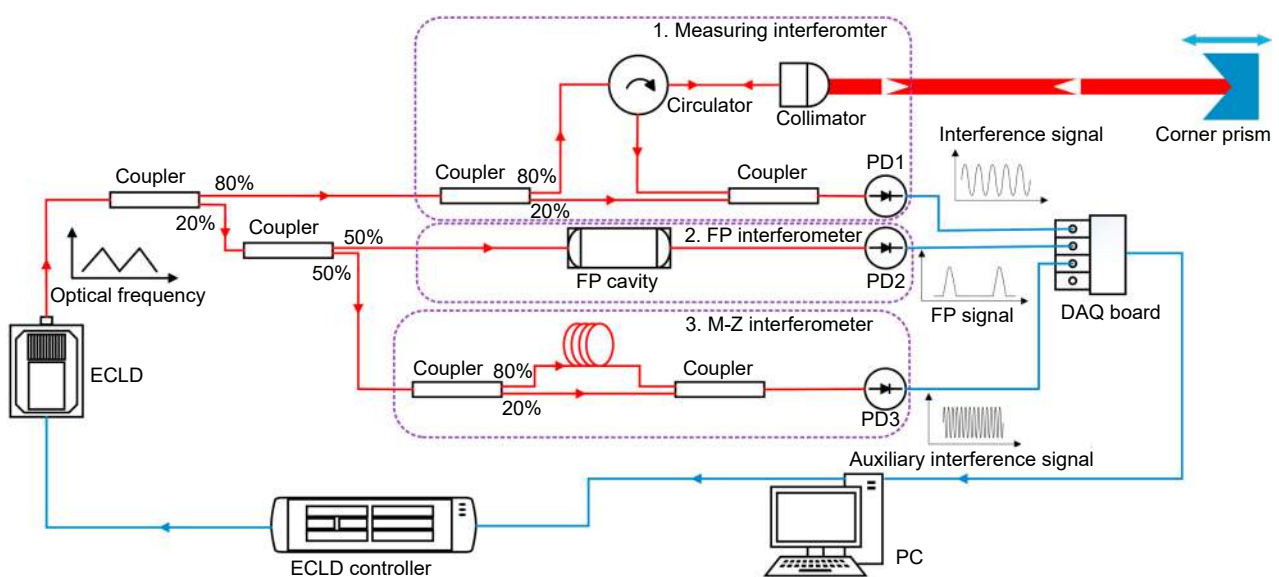 1. Measuring interferomter
Circulator
Collimator
Corner prism
Interference signal
Coupler
80%
20%
Coupler
80%
20%
Coupler
PD1
Coupler
50%
50%
2. FP interferometer
FP cavity
PD2
FP signal
DAQ board
Optical frequency
ECLD
3. M-Z interferometer
Coupler
80%
20%
Coupler
PD3
Auxiliary interference signal
ECLD controller
PC